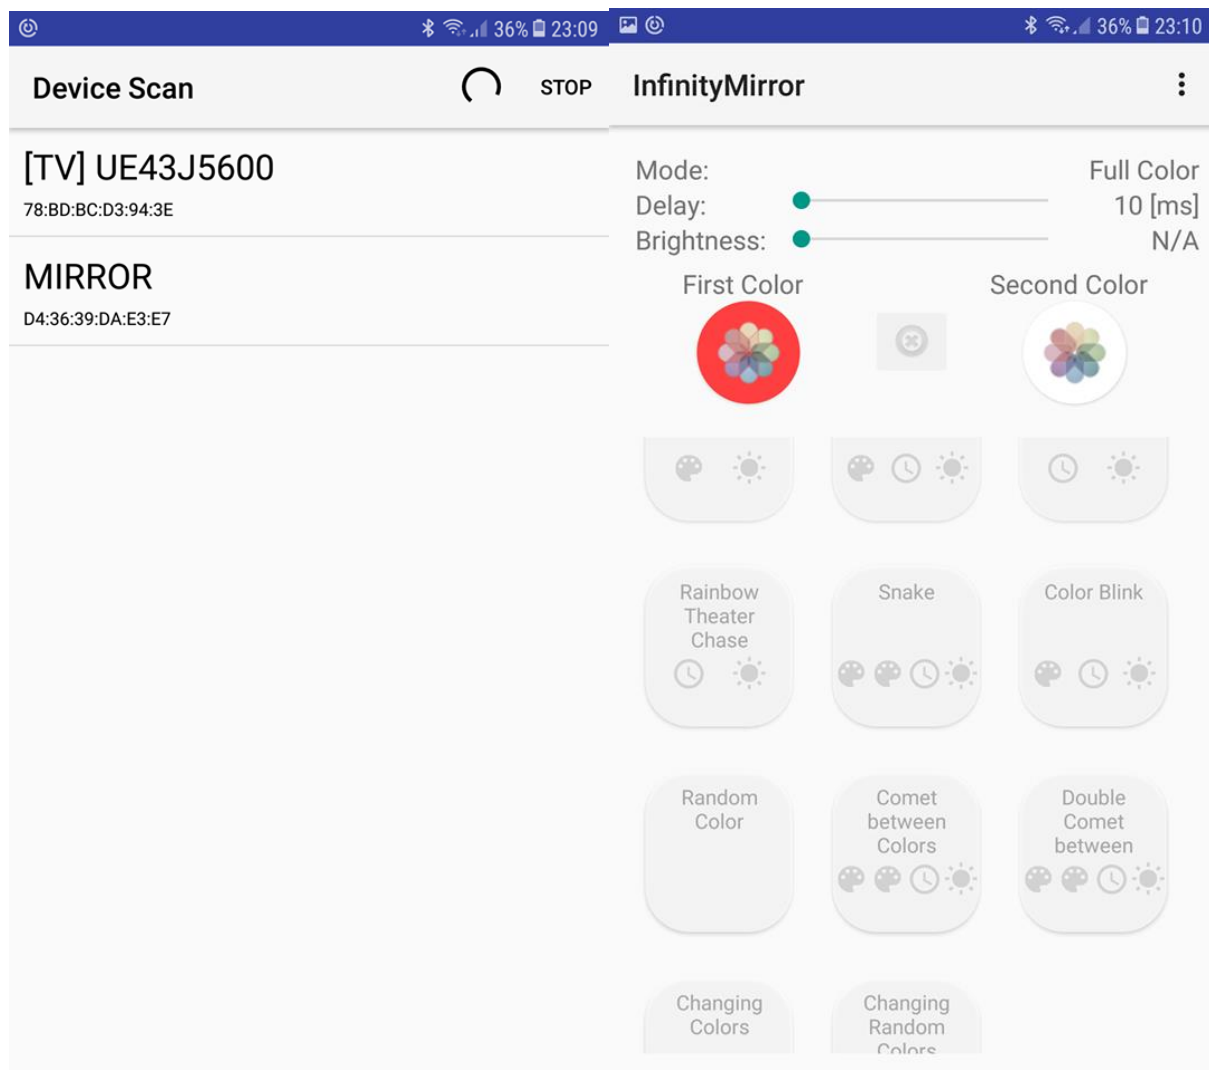 36% 23:09
Device Scan
STOP
[TV] UE43J5600
78:BD:BC:D3:94:3E
MIRROR
D4:36:39:DA:E3:E7
36% 23:10
InfinityMirror
Mode: Full Color
Delay: 10 [ms]
Brightness: N/A
First Color
Second Color
Rainbow
Theater
Chase
Snake
Color Blink
Random
Color
Comet
between
Colors
Double
Comet
between
Changing
Colors
Changing
Random
Colors